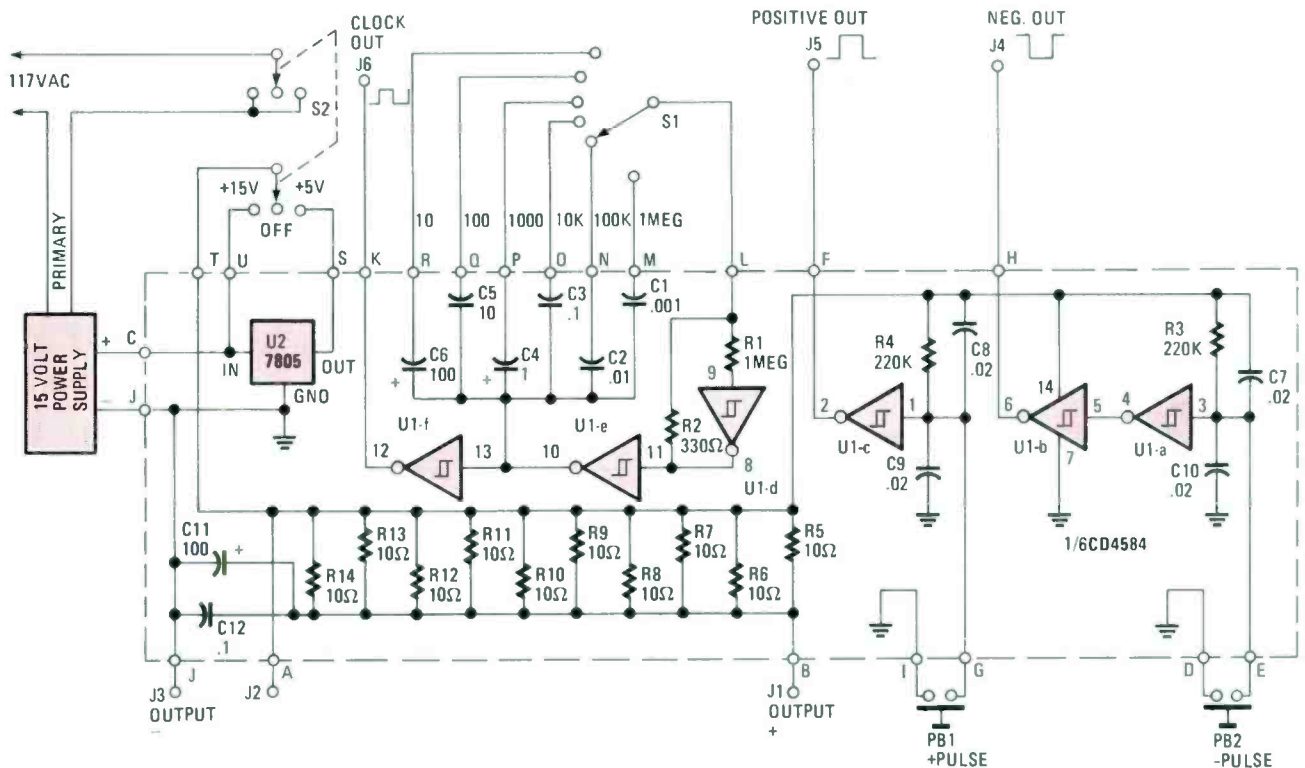 CLOCK
OUT
POSITIVE OUT
NEG. OUT
J6
J5
J4
117VAC
S2
S1
+15V
+5V
OFF
PRIMARY
10
100
1000
10K
100K
1MEG
T
U
S
K
R
Q
P
O
N
M
L
F
H
15 VOLT
POWER
SUPPLY
+
C
-
J
U2
7805
IN
OUT
GND
C5
10
C3
.1
C1
.001
C6
100
+
C4
1
+
C2
.01
R1
1MEG
9
R2
330Ω
8
U1-d
U1-f
12
13
U1-e
10
11
R4
220K
C8
.02
2
1
U1-c
C9
.02
14
6
5
U1-b
7
4
3
U1-a
R3
220K
C7
.02
C10
.02
1/6CD4584
C11
100
+
C12
.1
R14
10Ω
R13
10Ω
R12
10Ω
R11
10Ω
R10
10Ω
R9
10Ω
R8
10Ω
R7
10Ω
R6
10Ω
R5
10Ω
J
A
B
I
G
D
E
J3
OUTPUT
-
J2
J1
OUTPUT
+
PB1
+PULSE
PB2
-PULSE